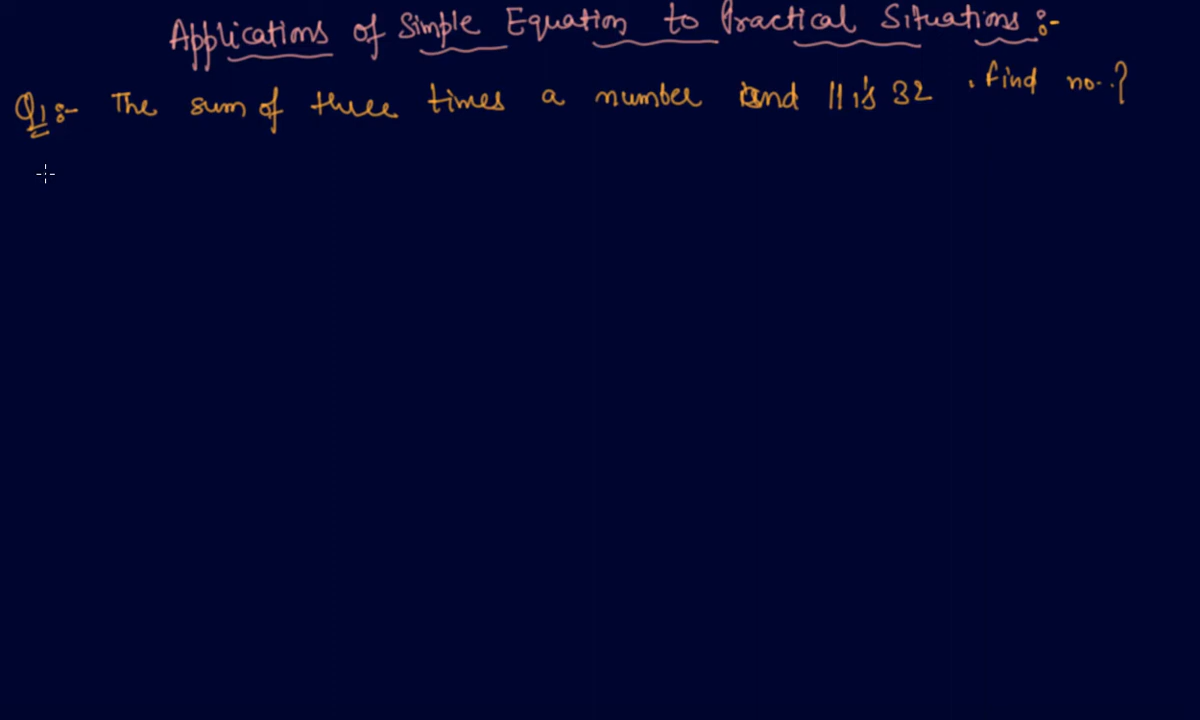 Applications of Simple Equation to Practical Situations :-
Q1:- The sum of three times a number and 11 is 32 . find no.?